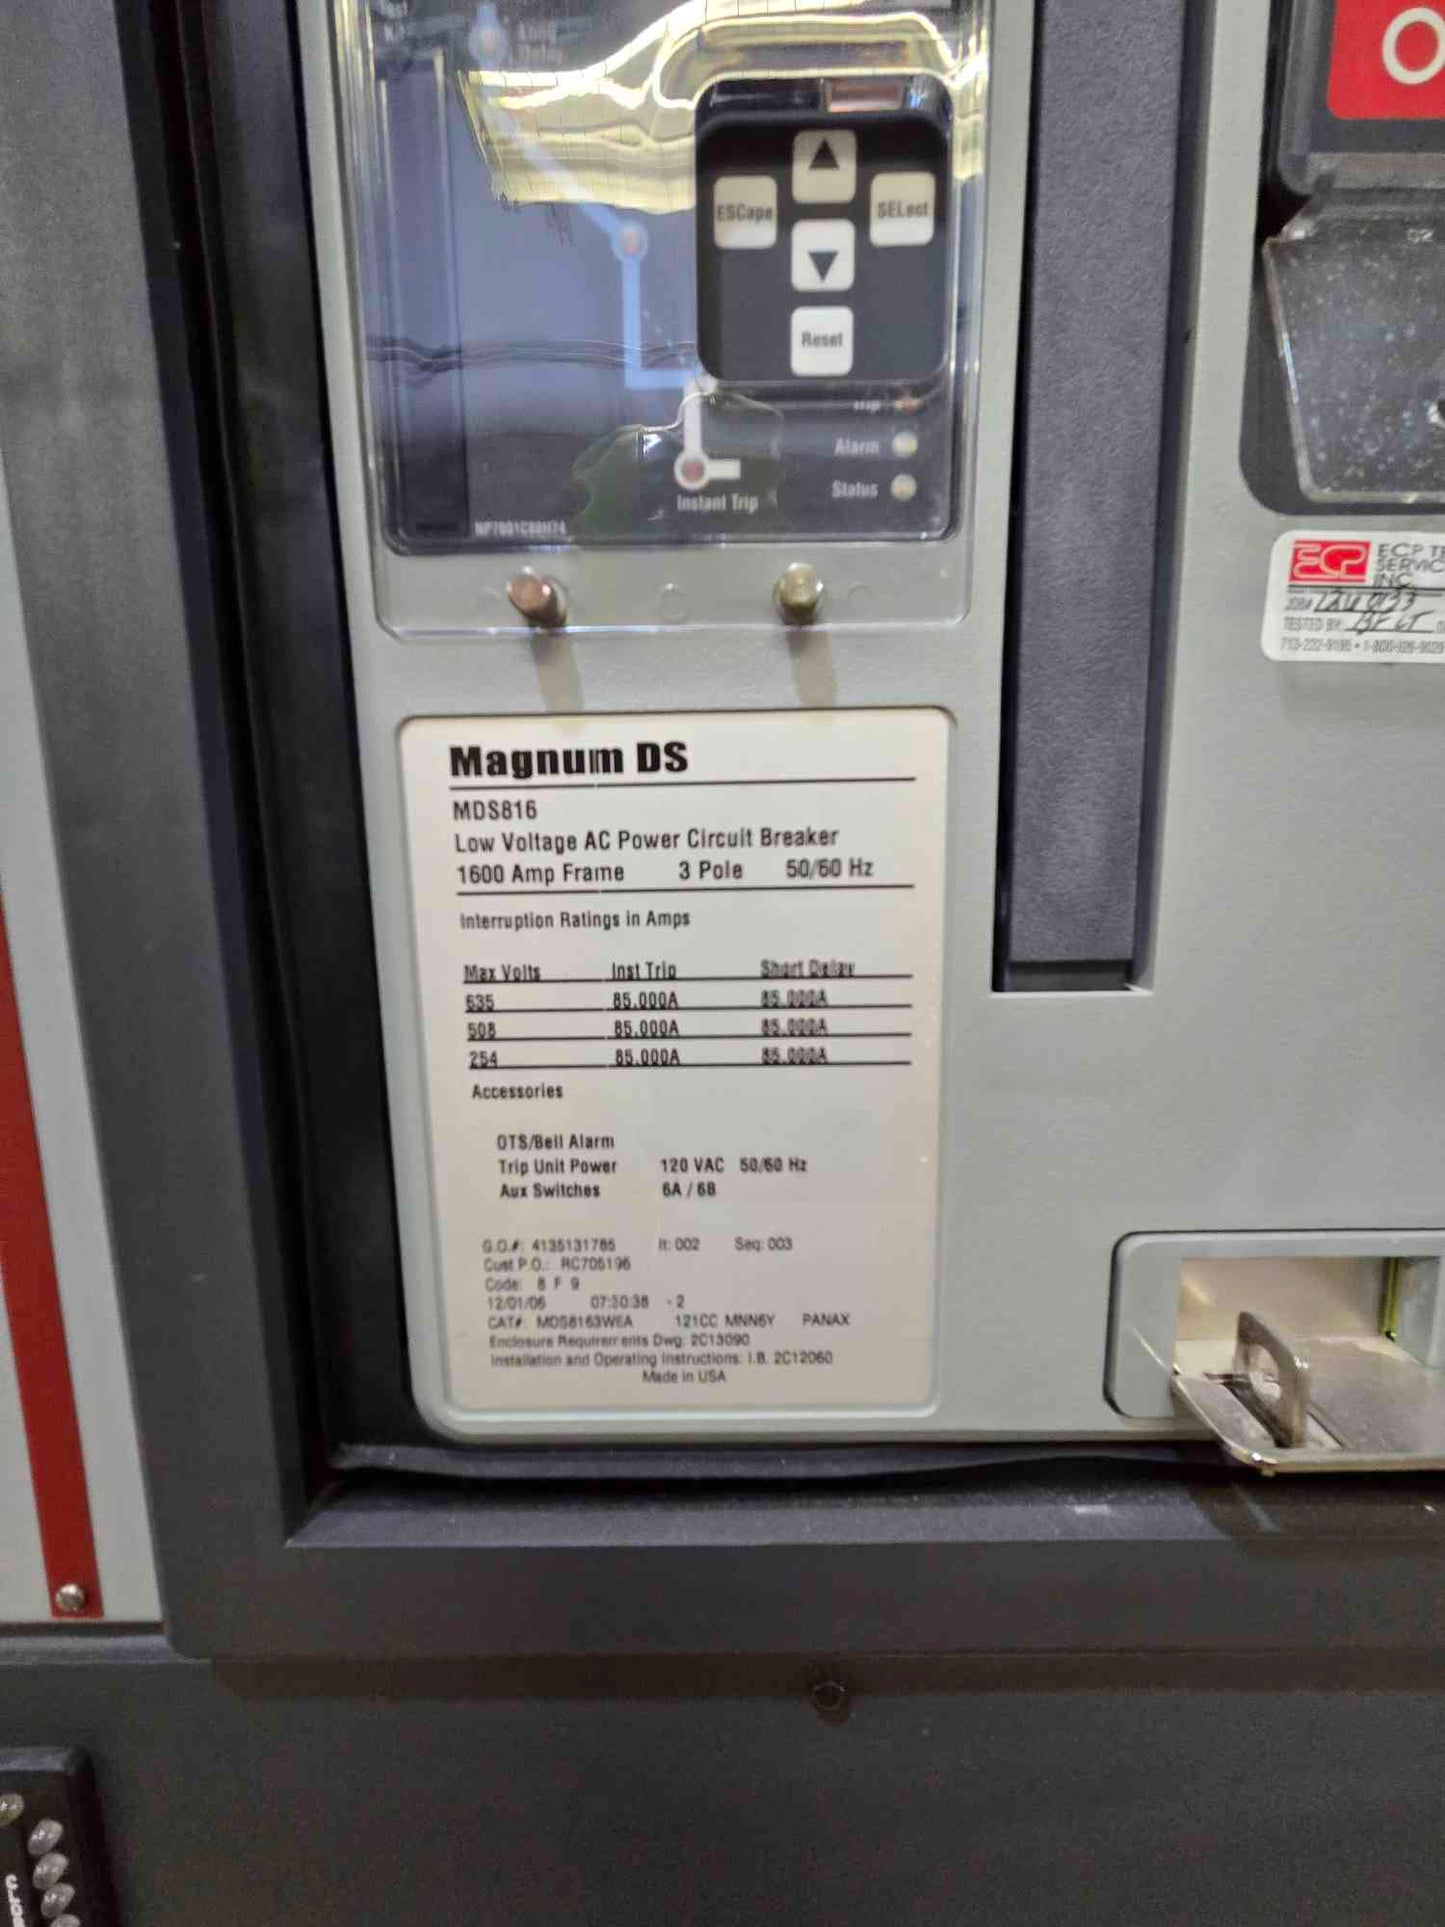 O
ESCape
SELect
Reset
Trip
Alarm
Status
Instant Trip
ECP
SERVIC
INC
JOB#
TESTED BY:
Magnum DS
MDS816
Low Voltage AC Power Circuit Breaker
1600 Amp Frame 3 Pole 50/60 Hz
Interruption Ratings in Amps
Max Volts Inst Trip Short Delay
635 85.000A 85.000A
508 85.000A 85.000A
254 85.000A 85.000A
Accessories
OTS/Bell Alarm
Trip Unit Power 120 VAC 50/60 Hz
Aux Switches 6A / 6B
G.O.#: 4135131785 It: 002 Seq: 003
Cust P.O.: RC705196
Code: 8 F 9
12/01/06 07:30:38 - 2
CAT# MDS8163WEA 121CC MNN6Y PANAX
Enclosure Requirements Dwg: 2C13090
Installation and Operating Instructions: I.B. 2C12060
Made in USA